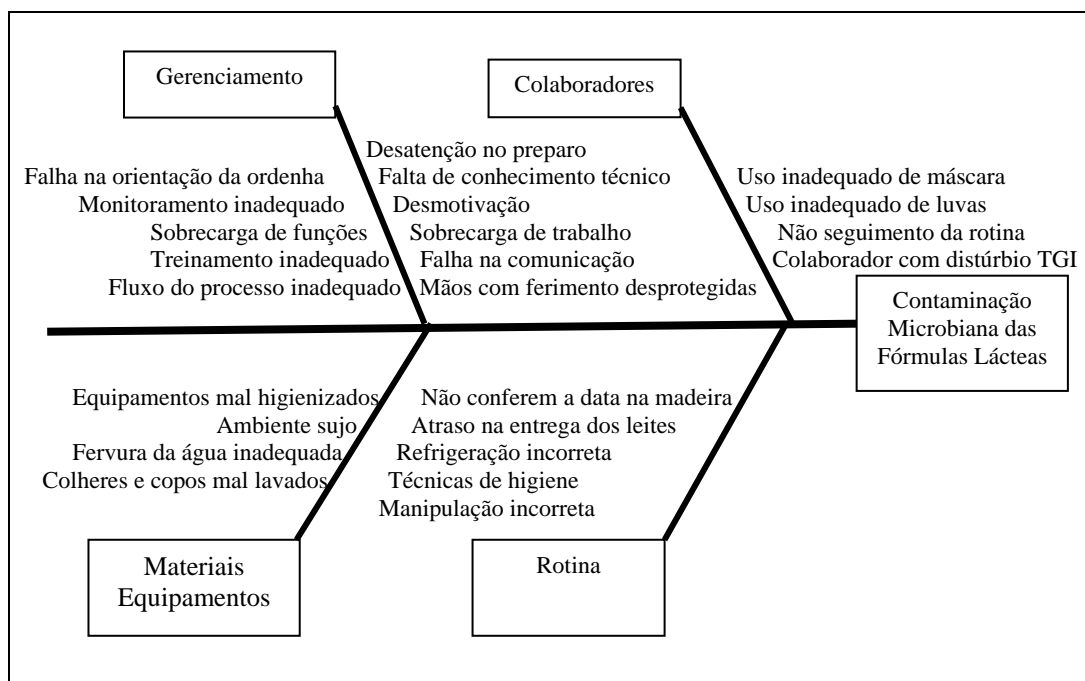 Gerenciamento
Colaboradores
Falha na orientação da ordenha
Monitoramento inadequado
Sobrecarga de funções
Treinamento inadequado
Fluxo do processo inadequado
Desatenção no preparo
Falta de conhecimento técnico
Desmotivação
Sobrecarga de trabalho
Falha na comunicação
Mãos com ferimento desprotegidas
Uso inadequado de máscara
Uso inadequado de luvas
Não seguimento da rotina
Colaborador com distúrbio TGI
Contaminação
Microbiana das
Fórmulas Lácteas
Equipamentos mal higienizados
Ambiente sujo
Fervura da água inadequada
Colheres e copos mal lavados
Não conferem a data na madeira
Atraso na entrega dos leites
Refrigeração incorreta
Técnicas de higiene
Manipulação incorreta
Materiais
Equipamentos
Rotina